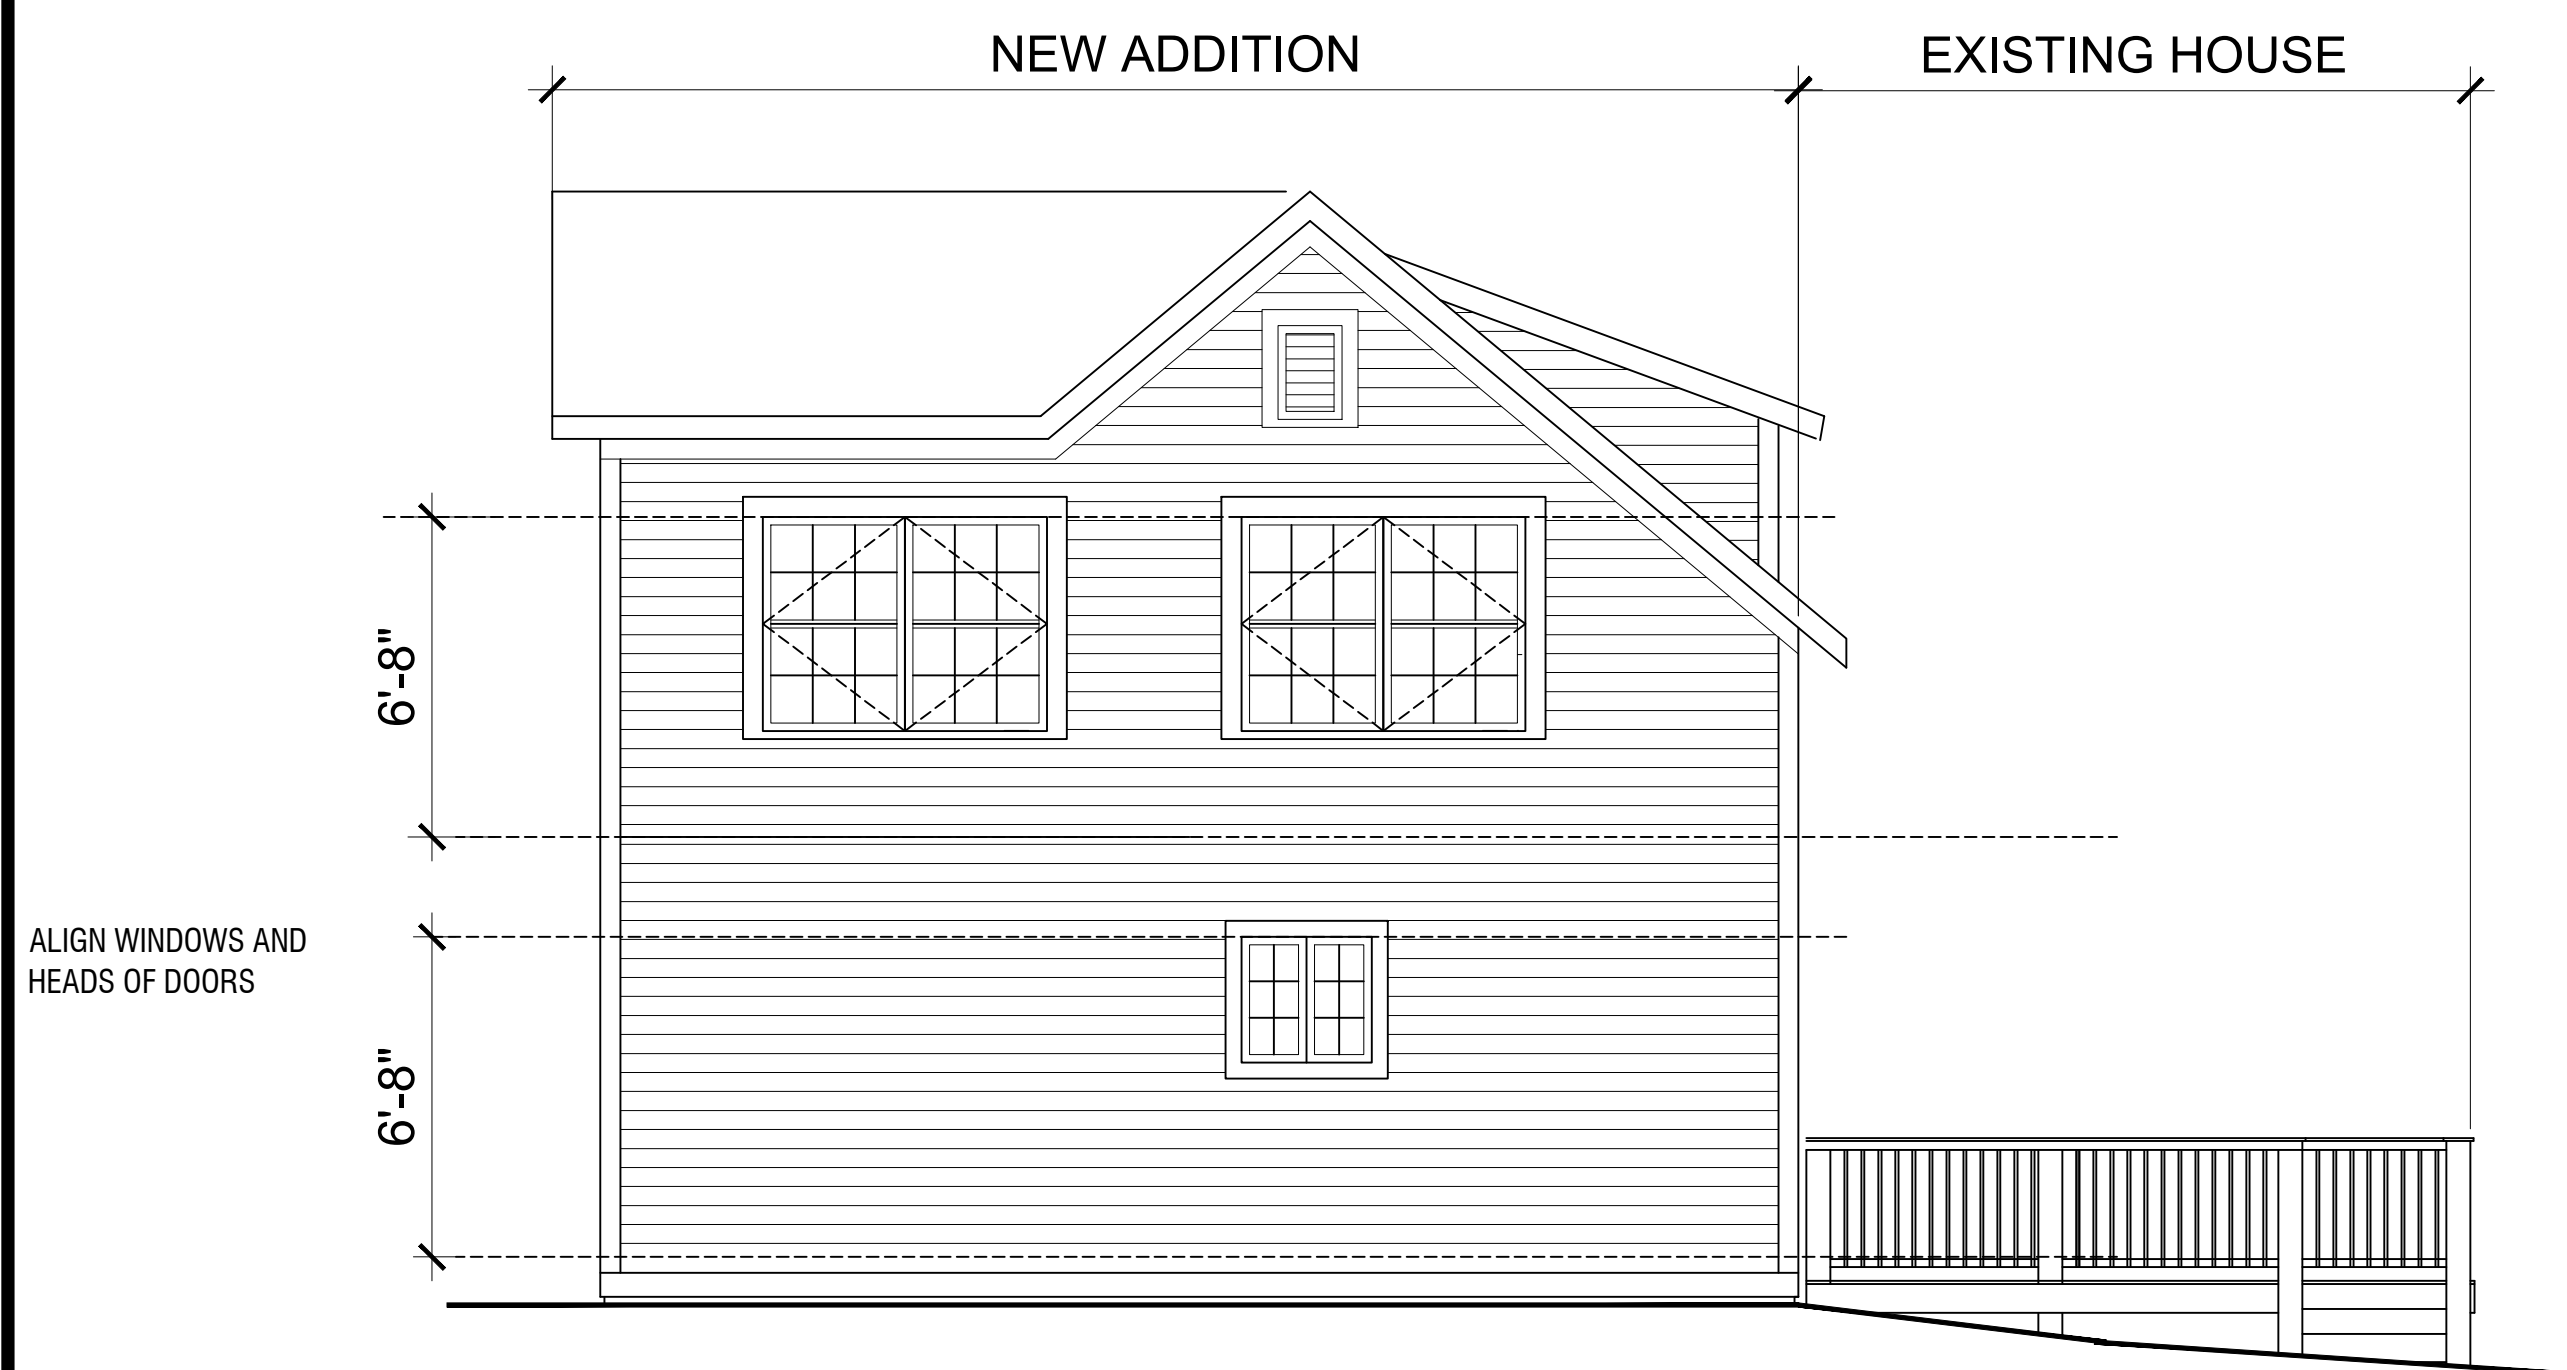 NEW ADDITION
EXISTING HOUSE
6'-8"
ALIGN WINDOWS AND
HEADS OF DOORS
6'-8"